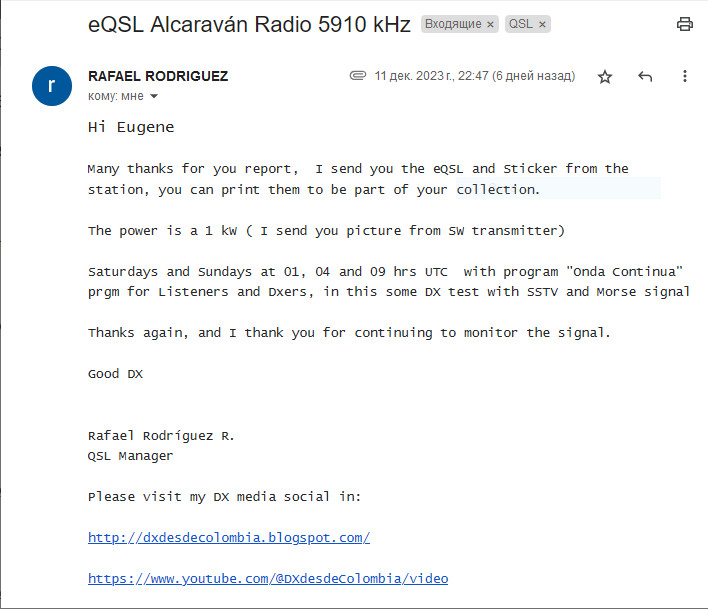 eQSL Alcaraván Radio 5910 kHz Входящие × QSL ×
r
RAFAEL RODRIGUEZ 11 дек. 2023 г., 22:47 (6 дней назад)
кому: мне
Hi Eugene
Many thanks for you report, I send you the eQSL and Sticker from the
station, you can print them to be part of your collection.
The power is a 1 kW ( I send you picture from SW transmitter)
Saturdays and Sundays at 01, 04 and 09 hrs UTC with program "Onda Continua"
prgm for Listeners and Dxers, in this some DX test with SSTV and Morse signal
Thanks again, and I thank you for continuing to monitor the signal.
Good DX
Rafael Rodríguez R.
QSL Manager
Please visit my DX media social in:
http://dxdesdecolombia.blogspot.com/
https://www.youtube.com/@DXdesdeColombia/video